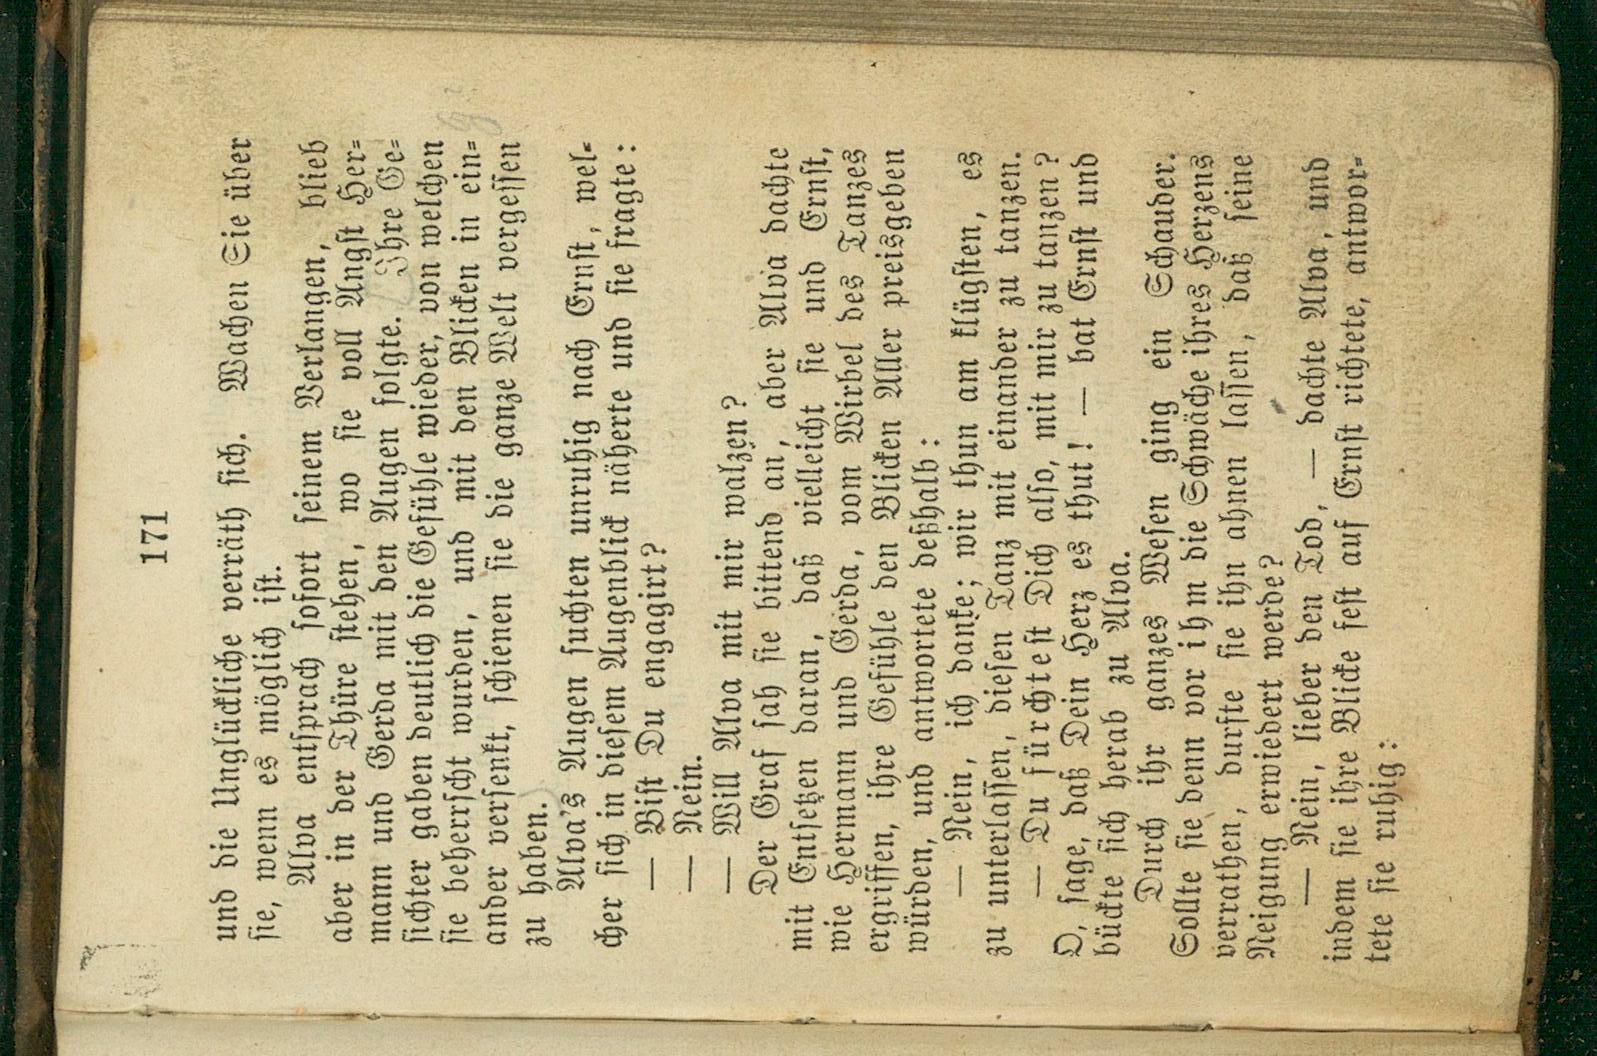 171
und die Unglückliche verräth sich. Wachen Sie über
sie, wenn es möglich ist.
Alva entsprach sofort seinem Verlangen, blieb
aber in der Thüre stehen, wo sie voll Angst Her-
mann und Gerda mit den Augen folgte. Ihre Ge-
sichter gaben deutlich die Gefühle wieder, von welchen
sie beherrscht wurden, und mit den Blicken in ein-
ander versenkt, schienen sie die ganze Welt vergessen
zu haben.
Alva's Augen suchten unruhig nach Ernst, wel-
cher sich in diesem Augenblick näherte und sie fragte:
— Bist Du engagirt?
— Nein.
— Will Alva mit mir walzen?
Der Graf sah sie bittend an, aber Alva dachte
mit Entsetzen daran, daß vielleicht sie und Ernst,
wie Hermann und Gerda, vom Wirbel des Tanzes
ergriffen, ihre Gefühle den Blicken Aller preisgeben
würden, und antwortete deßhalb:
— Nein, ich danke; wir thun am klügsten, es
zu unterlassen, diesen Tanz mit einander zu tanzen.
— Du fürchtest Dich also, mit mir zu tanzen?
O, sage, daß Dein Herz es thut! — bat Ernst und
bückte sich herab zu Alva.
Durch ihr ganzes Wesen ging ein Schauder.
Sollte sie denn vor ihm die Schwäche ihres Herzens
verrathen, durfte sie ihn ahnen lassen, daß seine
Neigung erwiedert werde?
— Nein, lieber den Tod, — dachte Alva, und
indem sie ihre Blicke fest auf Ernst richtete, antwor-
tete sie ruhig: